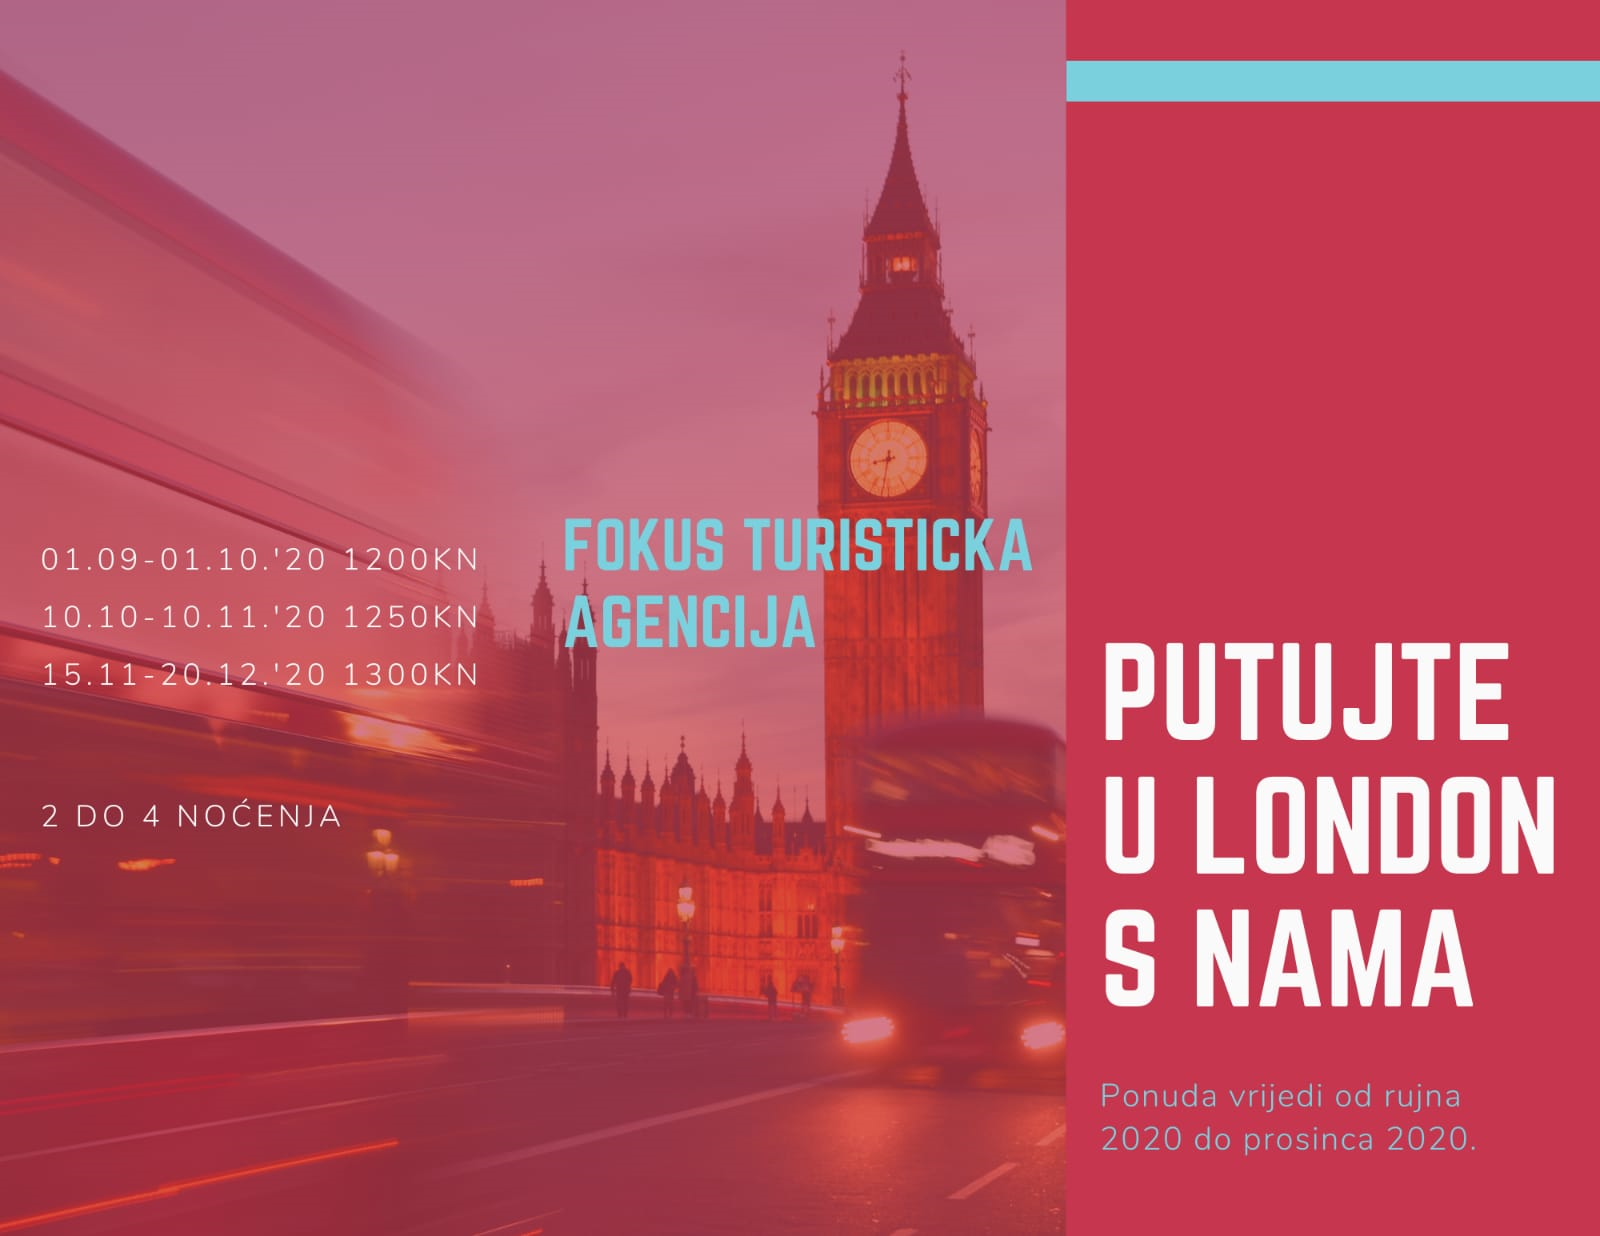 01.09-01.10.'20 1200KN
10.10-10.11.'20 1250KN
15.11-20.12.'20 1300KN
2 DO 4 NOĆENJA
FOKUS TURISTICKA
AGENCIJA
PUTUJTE
U LONDON
S NAMA
Ponuda vrijedi od rujna
2020 do prosinca 2020.